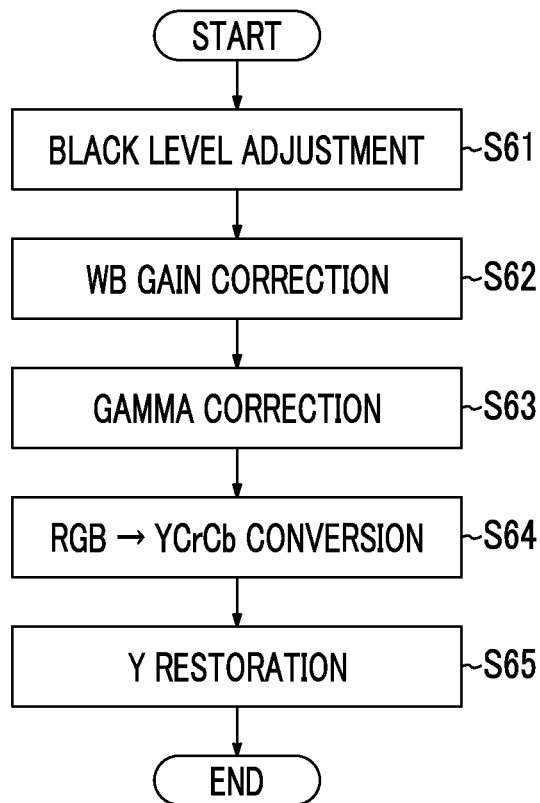 START
BLACK LEVEL ADJUSTMENT ~S61
WB GAIN CORRECTION ~S62
GAMMA CORRECTION ~S63
RGB → YCrCb CONVERSION ~S64
Y RESTORATION ~S65
END